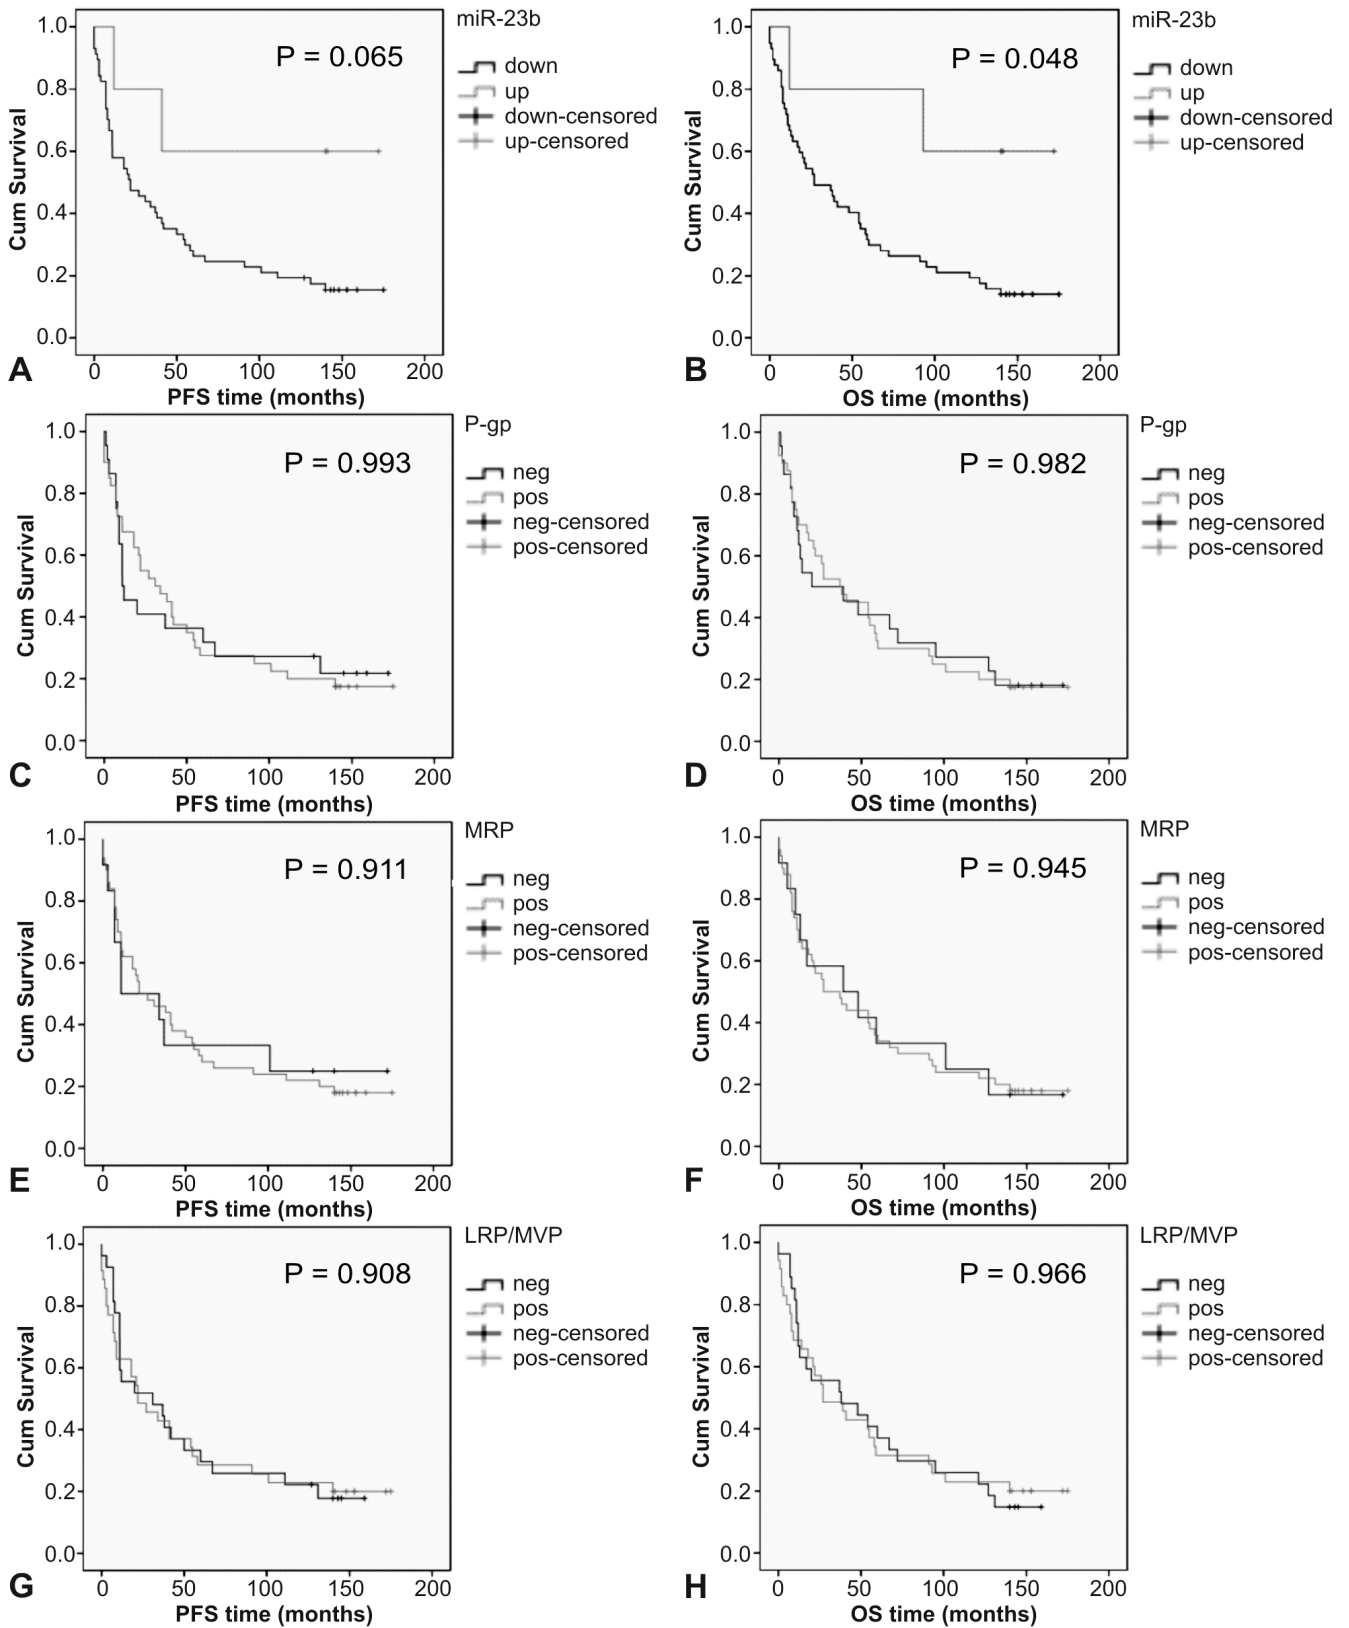 miR-23b
P = 0.065
down
up
down-censored
up-censored
Cum Survival
1.0
0.8
0.6
0.4
0.2
0.0
0 50 100 150 200
PFS time (months)
A
miR-23b
P = 0.048
down
up
down-censored
up-censored
Cum Survival
1.0
0.8
0.6
0.4
0.2
0.0
0 50 100 150 200
OS time (months)
B
P-gp
P = 0.993
neg
pos
neg-censored
pos-censored
Cum Survival
1.0
0.8
0.6
0.4
0.2
0.0
0 50 100 150 200
PFS time (months)
C
P-gp
P = 0.982
neg
pos
neg-censored
pos-censored
Cum Survival
1.0
0.8
0.6
0.4
0.2
0.0
0 50 100 150 200
OS time (months)
D
MRP
P = 0.911
neg
pos
neg-censored
pos-censored
Cum Survival
1.0
0.8
0.6
0.4
0.2
0.0
0 50 100 150 200
PFS time (months)
E
MRP
P = 0.945
neg
pos
neg-censored
pos-censored
Cum Survival
1.0
0.8
0.6
0.4
0.2
0.0
0 50 100 150 200
OS time (months)
F
LRP/MVP
P = 0.908
neg
pos
neg-censored
pos-censored
Cum Survival
1.0
0.8
0.6
0.4
0.2
0.0
0 50 100 150 200
PFS time (months)
G
LRP/MVP
P = 0.966
neg
pos
neg-censored
pos-censored
Cum Survival
1.0
0.8
0.6
0.4
0.2
0.0
0 50 100 150 200
OS time (months)
H